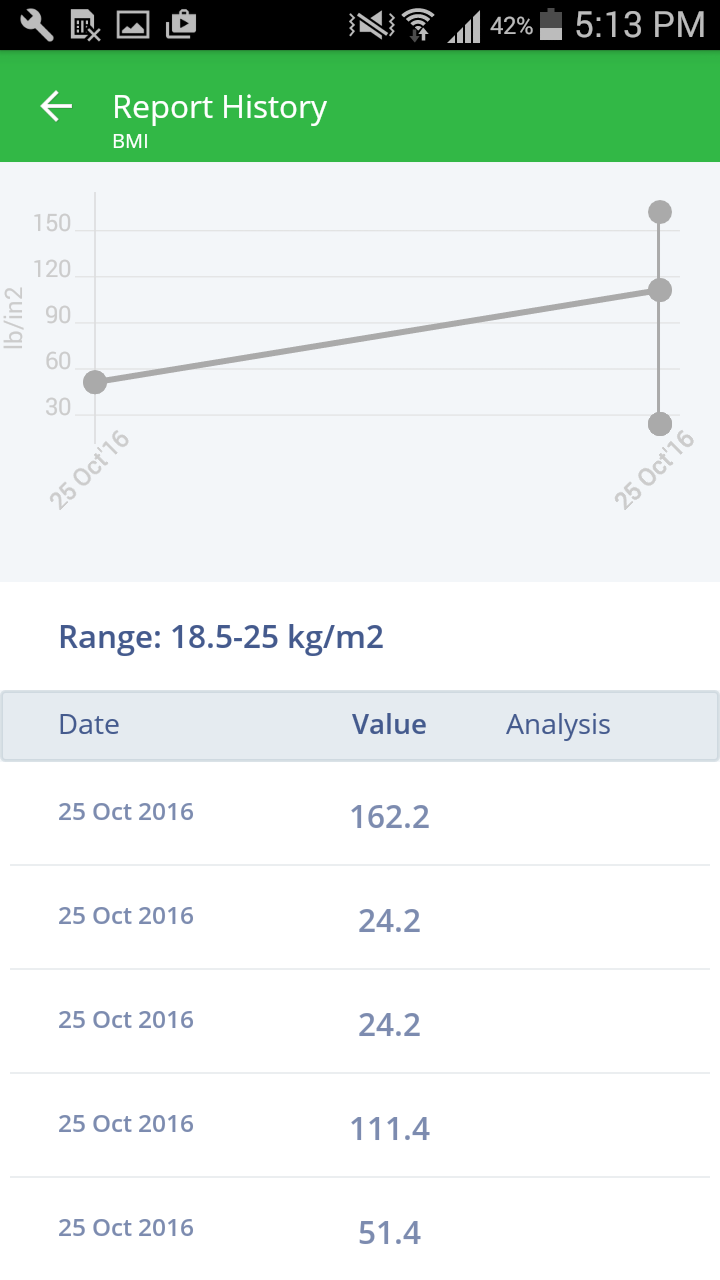 42% 5:13 PM
Report History
BMI
150
120
90
60
30
lb/in2
25 Oct'16 25 Oct'16
Range: 18.5-25 kg/m2
Date Value Analysis
25 Oct 2016 162.2
25 Oct 2016 24.2
25 Oct 2016 24.2
25 Oct 2016 111.4
25 Oct 2016 51.4